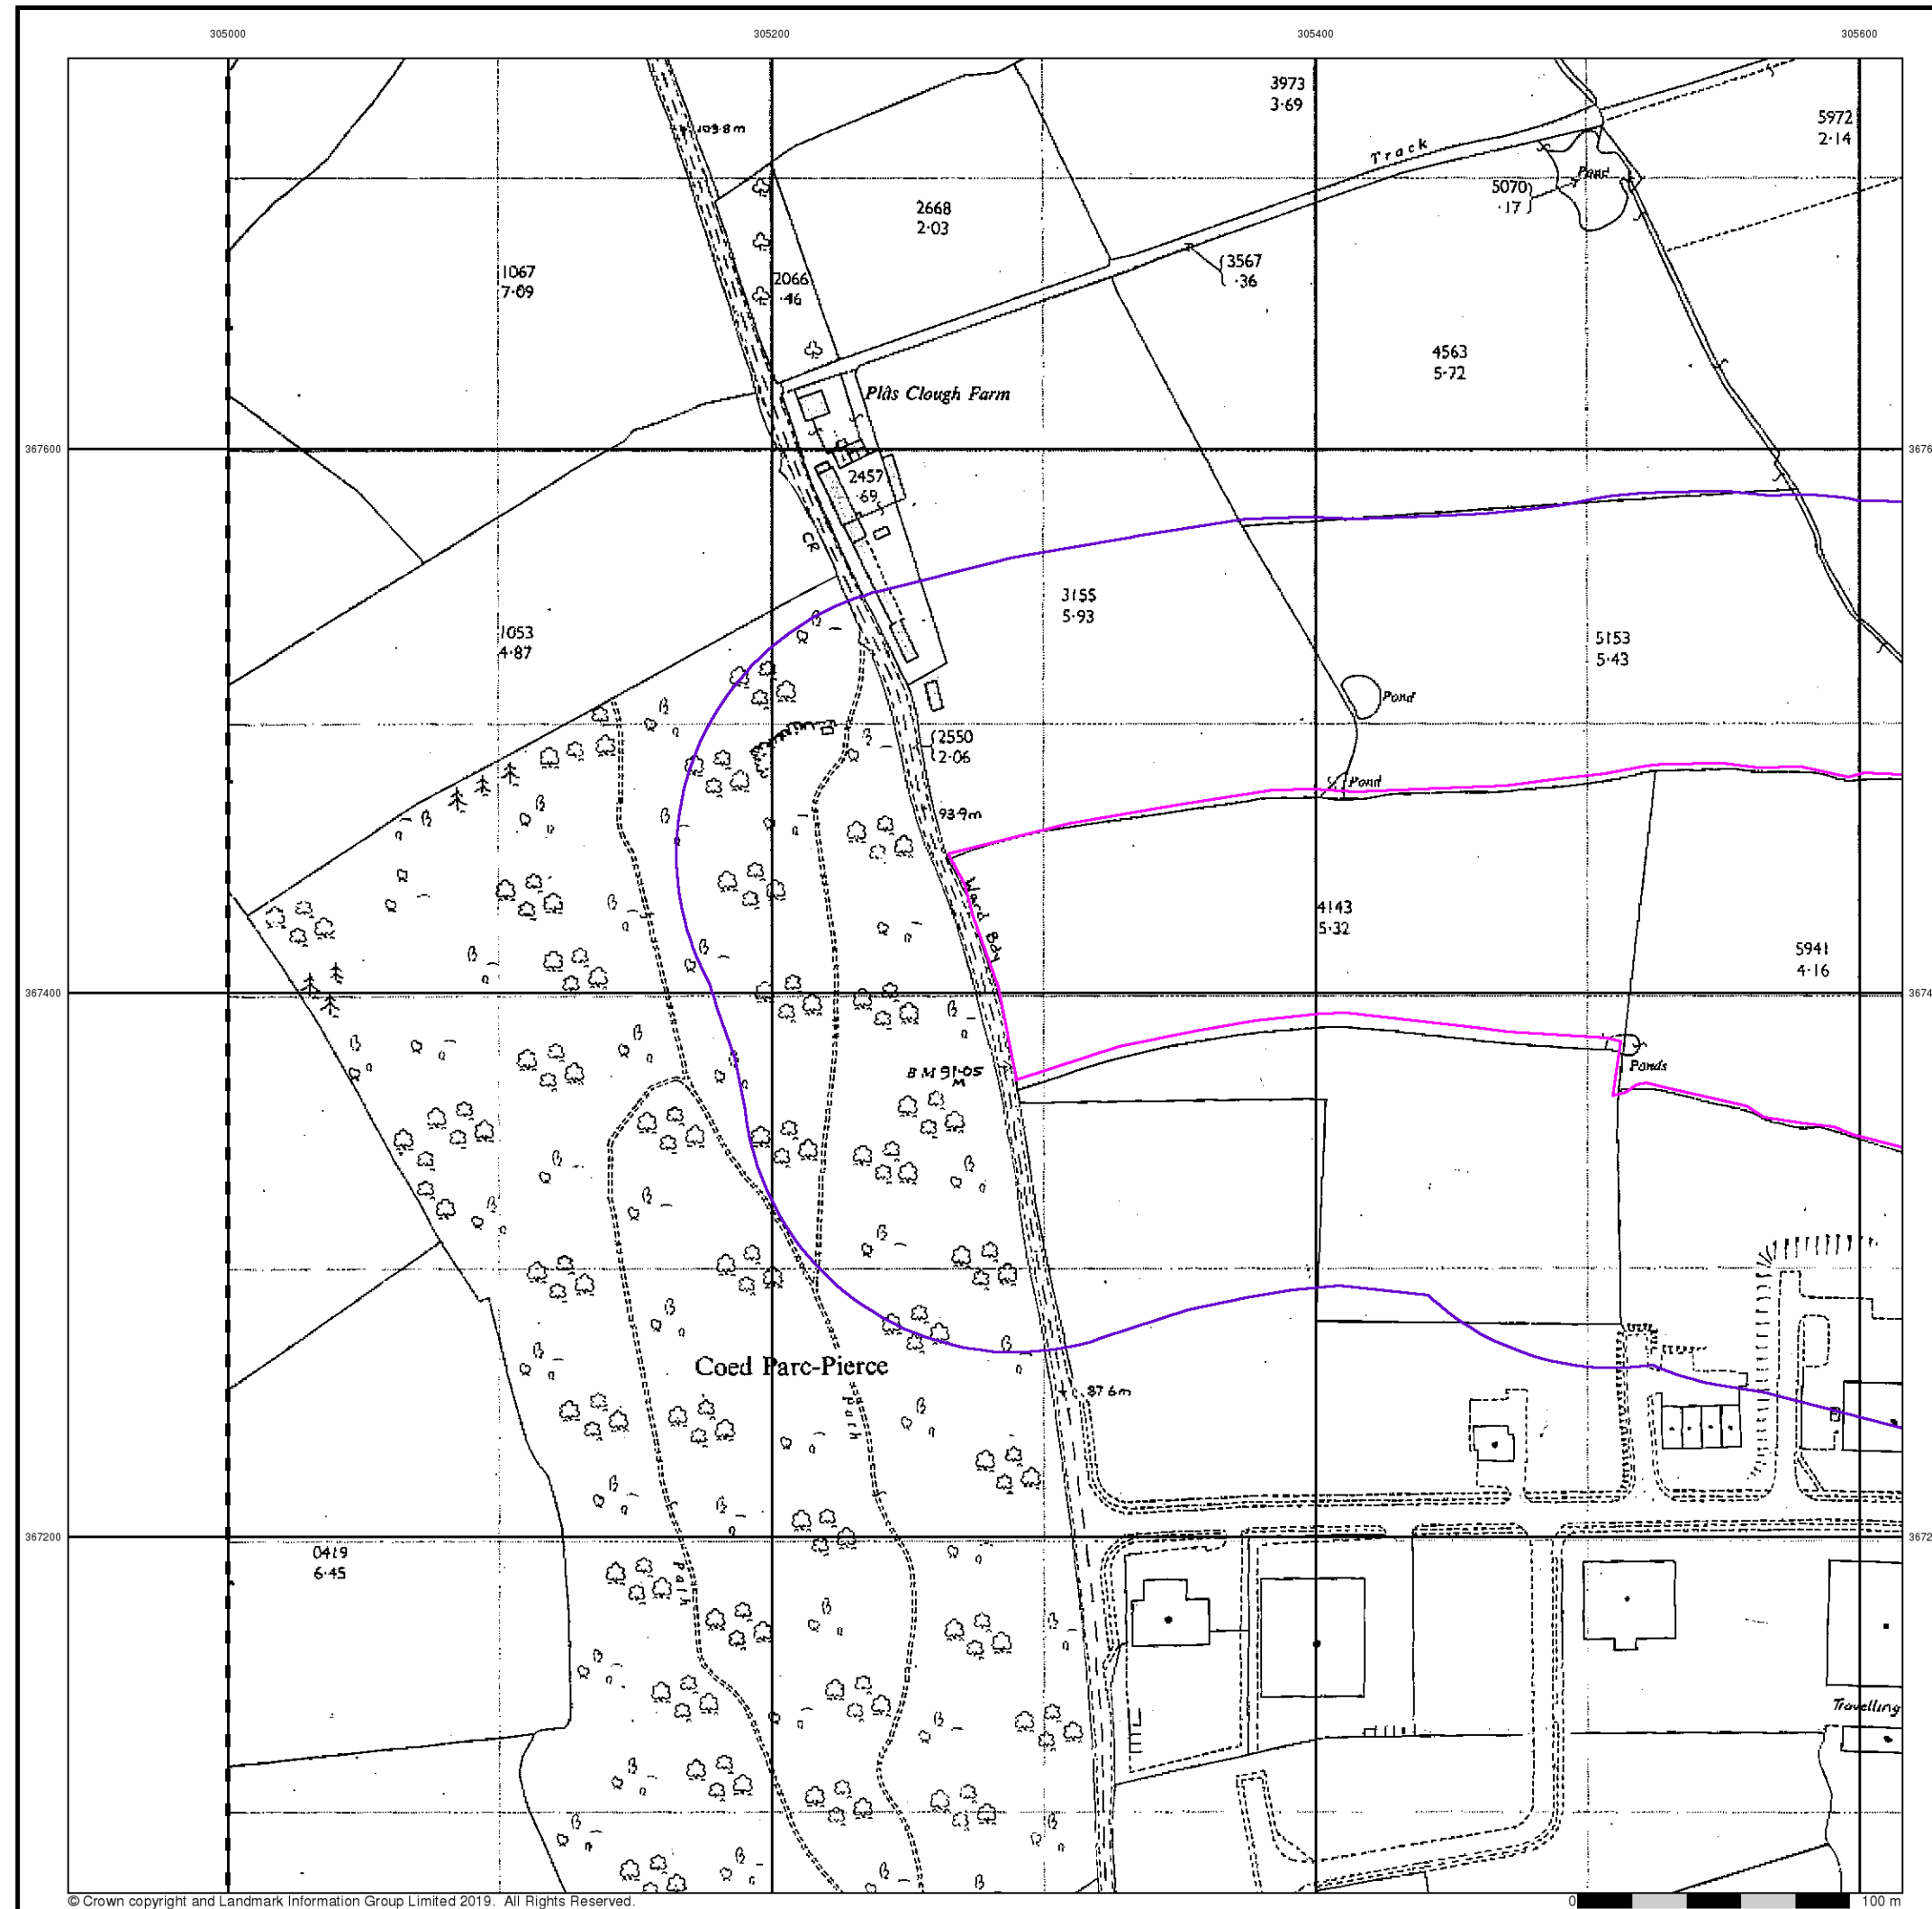 305000 305200 305400 305600
3973
3·69
5972
2·14
109·8m
Track
Pond
5070
·17
2668
2·03
1067
7·09
2066
·46
3567
·36
4563
5·72
Plâs Clough Farm
367600
2457
·69
CR
3155
5·93
1053
4·87
5153
5·43
Pond
2550
2·06
Pond
93·9m
Ward Bdy
4143
5·32
5941
4·16
367400
BM 91·05
M
Ponds
Coed Parc-Pierce
87·6m
Path
367200
0419
6·45
Path
Travelling
© Crown copyright and Landmark Information Group Limited 2019. All Rights Reserved.
0 100 m